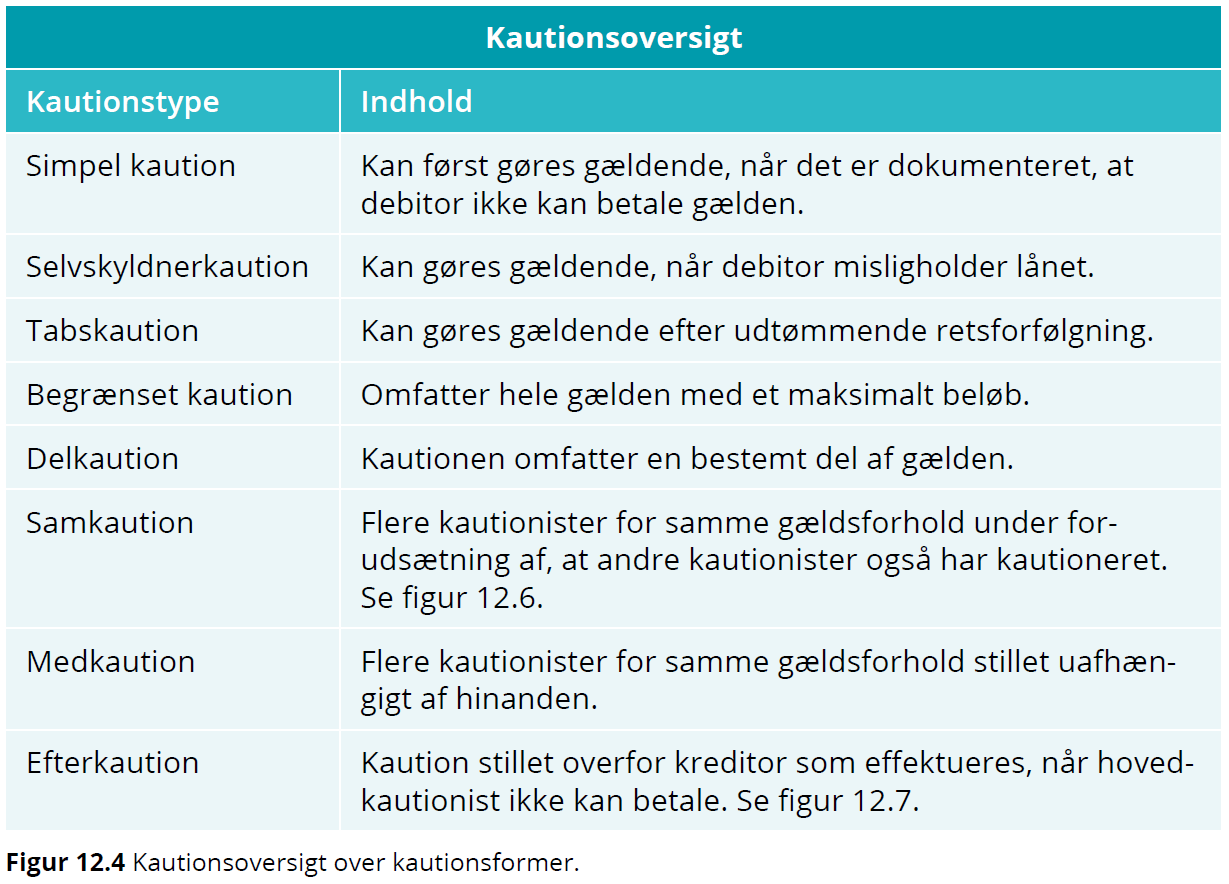 Kautionsoversigt
Kautionstype
Indhold
Simpel kaution
Kan først gøres gældende, når det er dokumenteret, at
debitor ikke kan betale gælden.
Selvskyldnerkaution
Kan gøres gældende, når debitor misligholder lånet.
Tabskaution
Kan gøres gældende efter udtømmende retsforfølgning.
Begrænset kaution
Omfatter hele gælden med et maksimalt beløb.
Delkaution
Kautionen omfatter en bestemt del af gælden.
Samkaution
Flere kautionister for samme gældsforhold under for-
udsætning af, at andre kautionister også har kautioneret.
Se figur 12.6.
Medkaution
Flere kautionister for samme gældsforhold stillet uafhæn-
gigt af hinanden.
Efterkaution
Kaution stillet overfor kreditor som effektueres, når hoved-
kautionist ikke kan betale. Se figur 12.7.
Figur 12.4 Kautionsoversigt over kautionsformer.